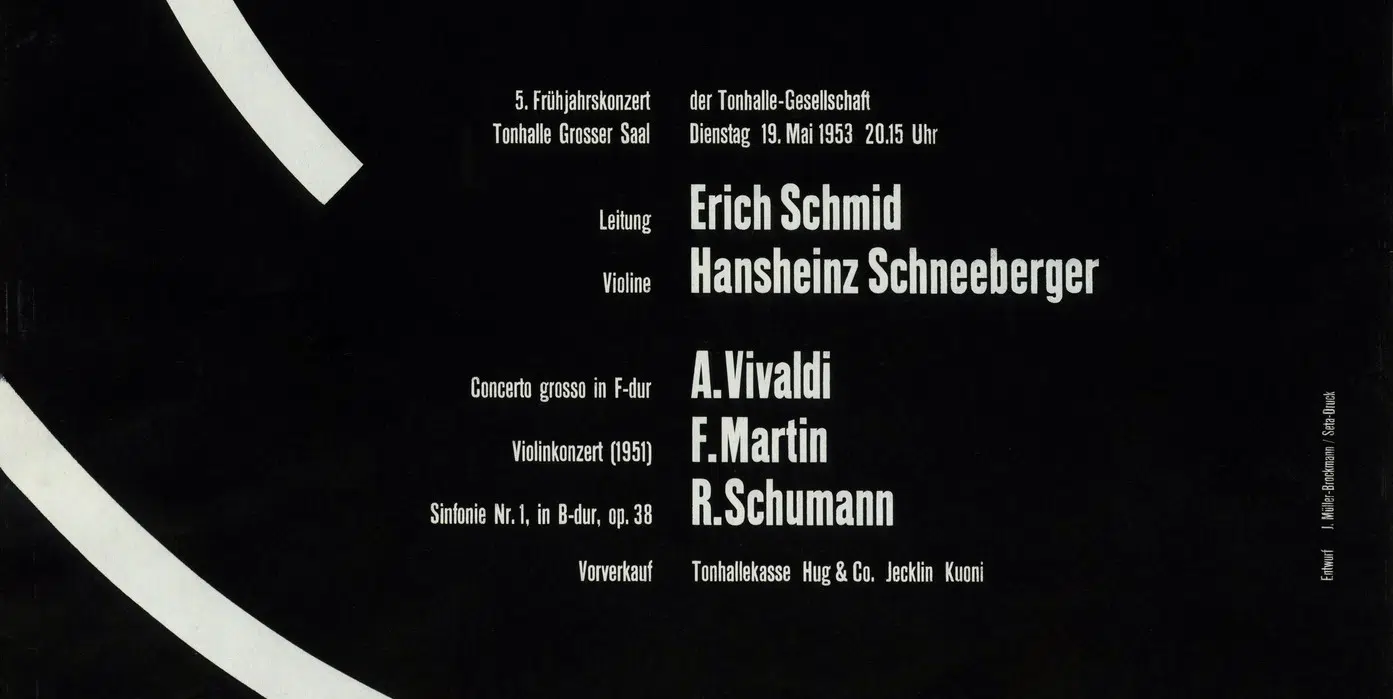 5. Frühjahrskonzert der Tonhalle-Gesellschaft
Tonhalle Grosser Saal Dienstag 19. Mai 1953 20.15 Uhr
Leitung Erich Schmid
Violine Hansheinz Schneeberger
Concerto grosso in F-dur A. Vivaldi
Violinkonzert (1951) F. Martin
Sinfonie Nr. 1, in B-dur, op. 38 R. Schumann
Vorverkauf Tonhallekasse Hug & Co. Jecklin Kuoni
Entwurf J. Müller-Brockmann / Seta-Druck